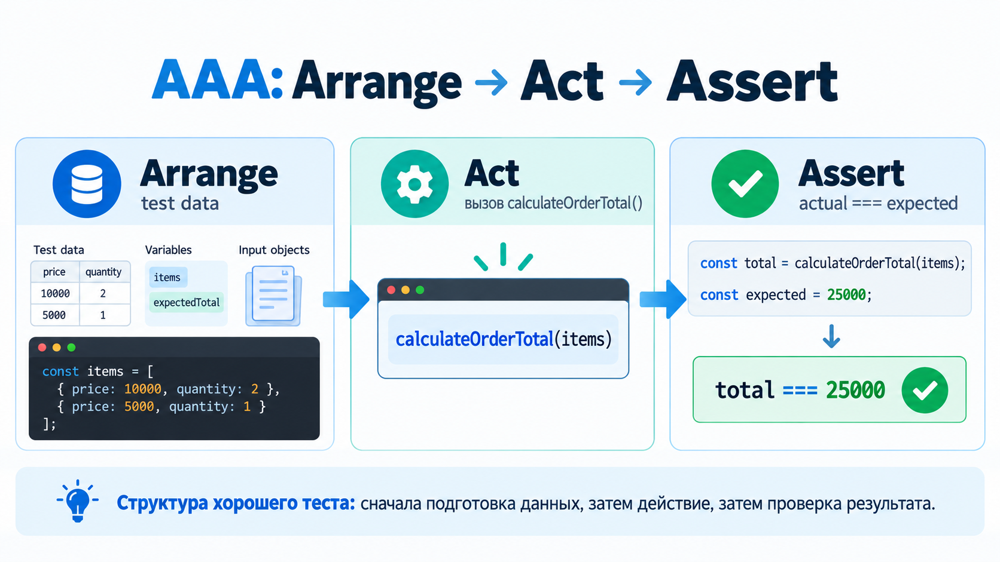 AAA: Arrange → Act → Assert
Arrange
test data
Test data
price quantity
10000 2
5000 1
Variables
items
expectedTotal
Input objects
const items = [
{ price: 10000, quantity: 2 },
{ price: 5000, quantity: 1 }
];
Act
вызов calculateOrderTotal()
calculateOrderTotal(items)
Assert
actual === expected
const total = calculateOrderTotal(items);
const expected = 25000;
total === 25000
Структура хорошего теста: сначала подготовка данных, затем действие, затем проверка результата.